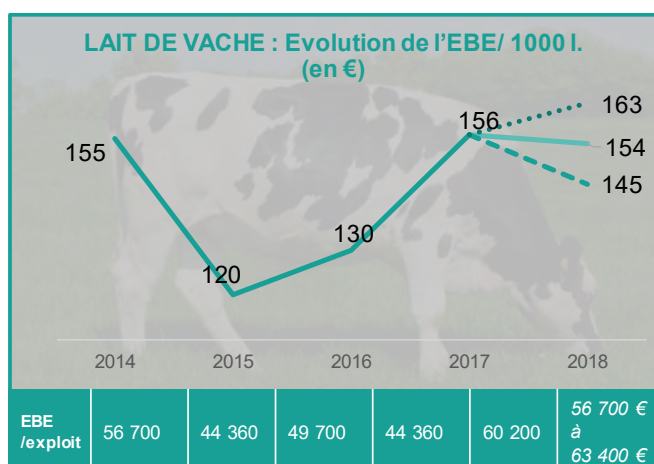 LAIT DE VACHE : Evolution de l'EBE/ 1000 l.
(en €)
163
156
154
155
145
130
120
2014 2015 2016 2017 2018
EBE
/exploit
56 700 44 360 49 700 44 360 60 200
56 700 €
à
63 400 €